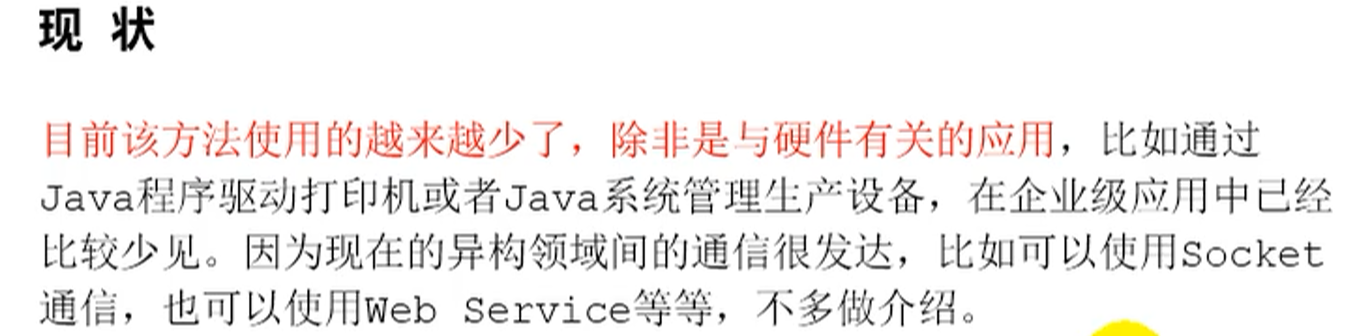 现 状
目前该方法使用的越来越少了，除非是与硬件有关的应用，比如通过
Java程序驱动打印机或者Java系统管理生产设备，在企业级应用中已经
比较少见。因为现在的异构领域间的通信很发达，比如可以使用Socket
通信，也可以使用Web Service等等，不多做介绍。